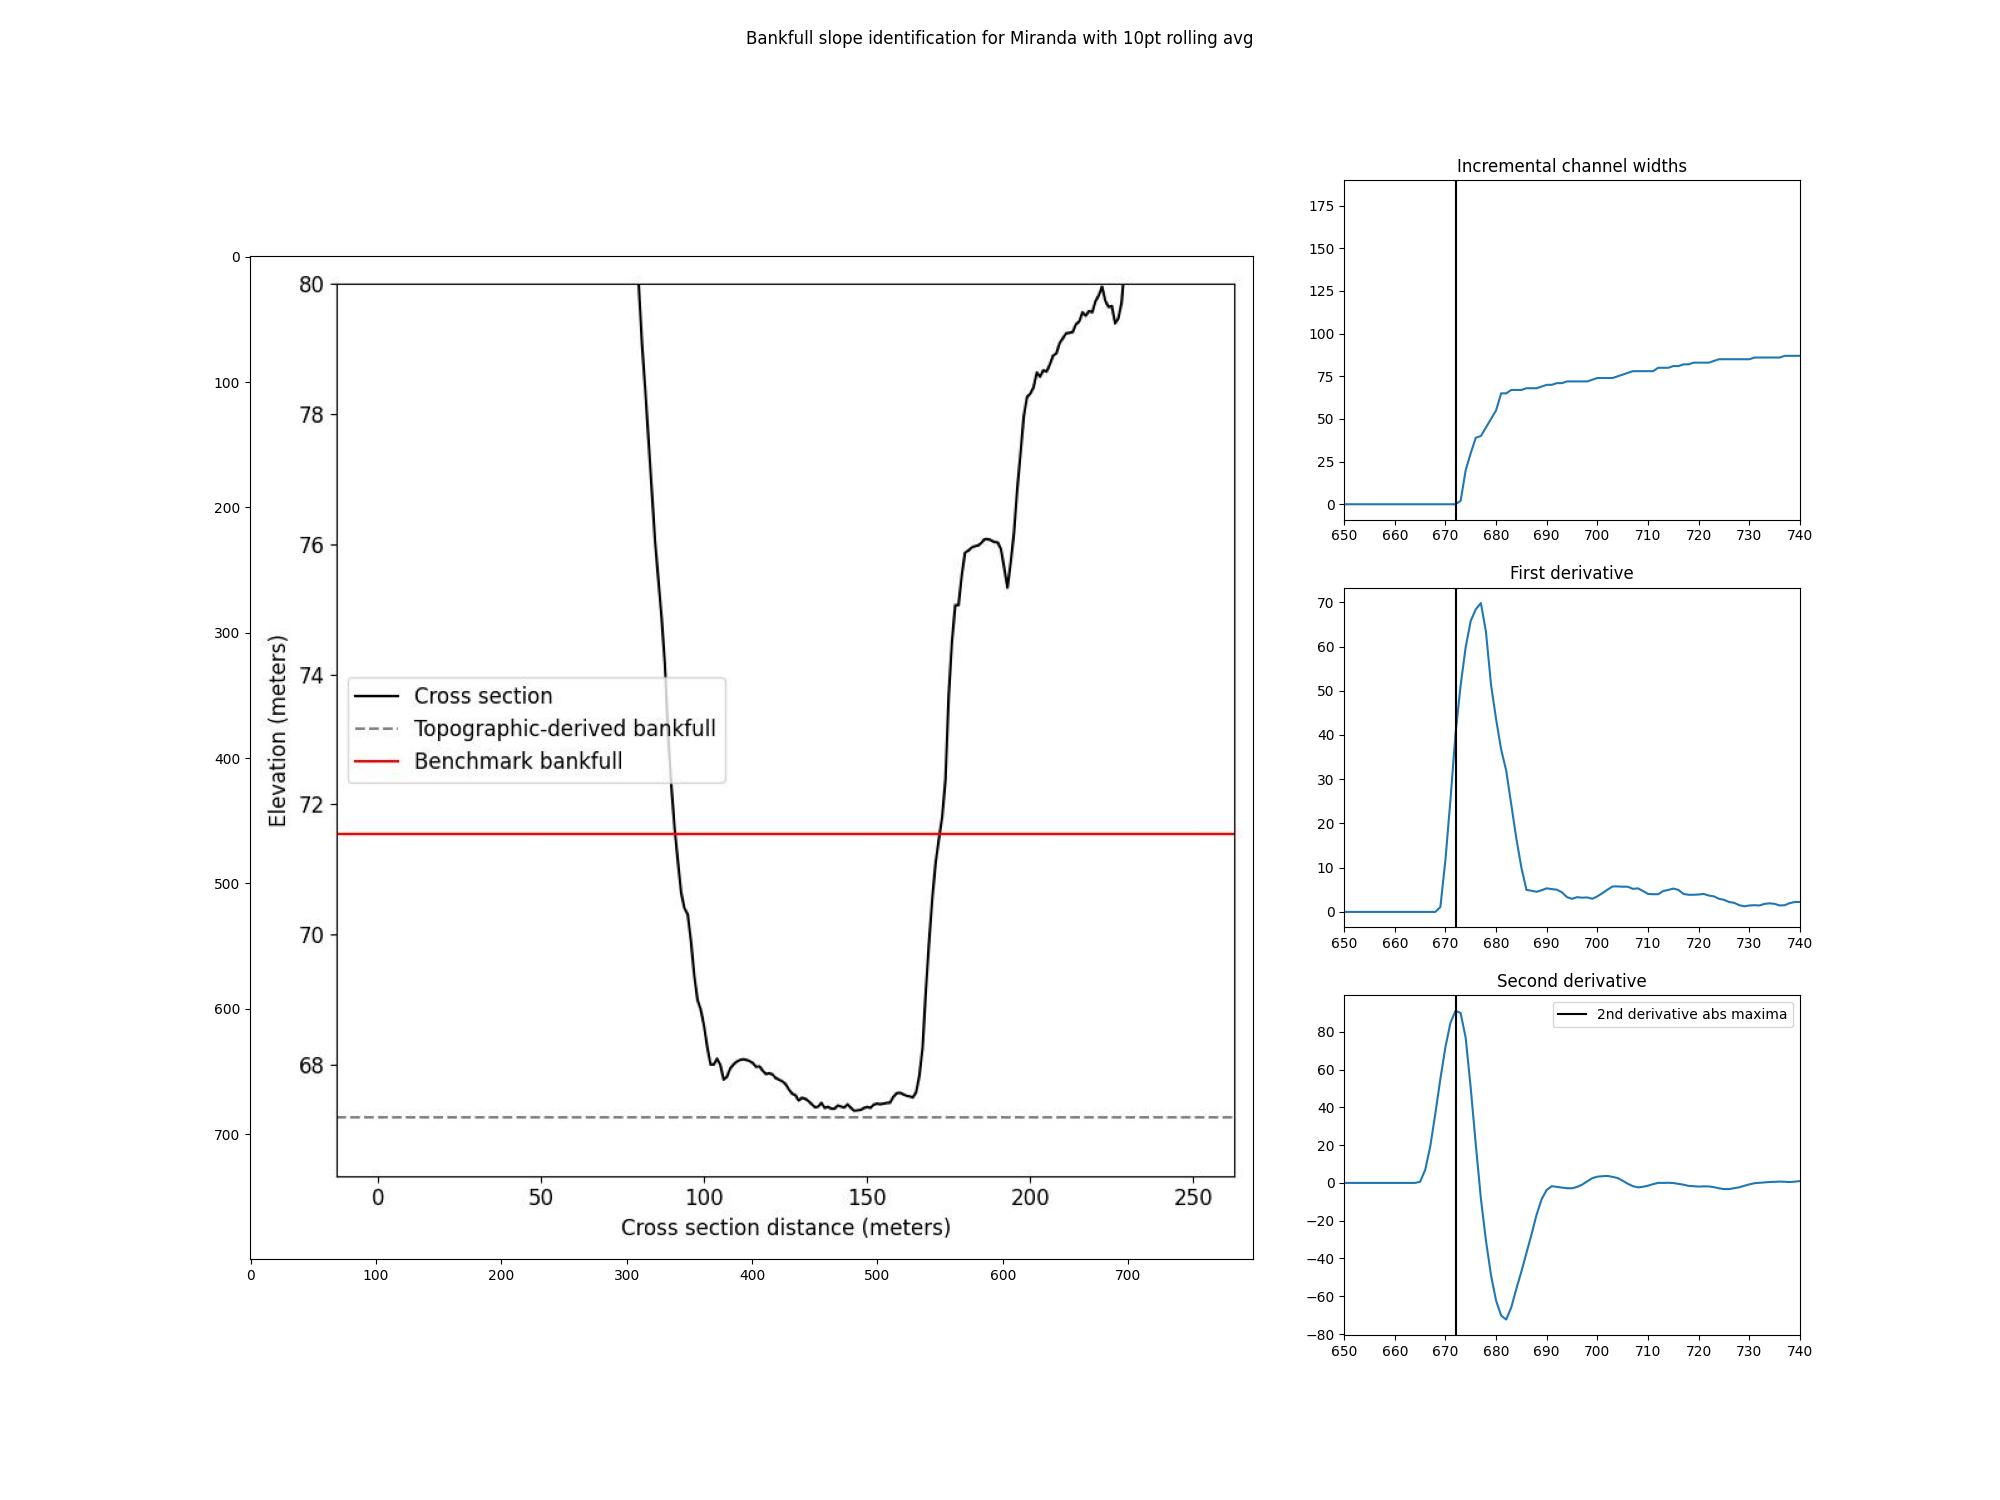 Bankfull slope identification for Miranda with 10pt rolling avg
0
100
200
300
400
500
600
700
0 100 200 300 400 500 600 700
80
78
76
74
72
70
68
Elevation (meters)
Cross section
Topographic-derived bankfull
Benchmark bankfull
0 50 100 150 200 250
Cross section distance (meters)
Incremental channel widths
175
150
125
100
75
50
25
0
650 660 670 680 690 700 710 720 730 740
First derivative
70
60
50
40
30
20
10
0
650 660 670 680 690 700 710 720 730 740
Second derivative
2nd derivative abs maxima
80
60
40
20
0
−20
−40
−60
−80
650 660 670 680 690 700 710 720 730 740